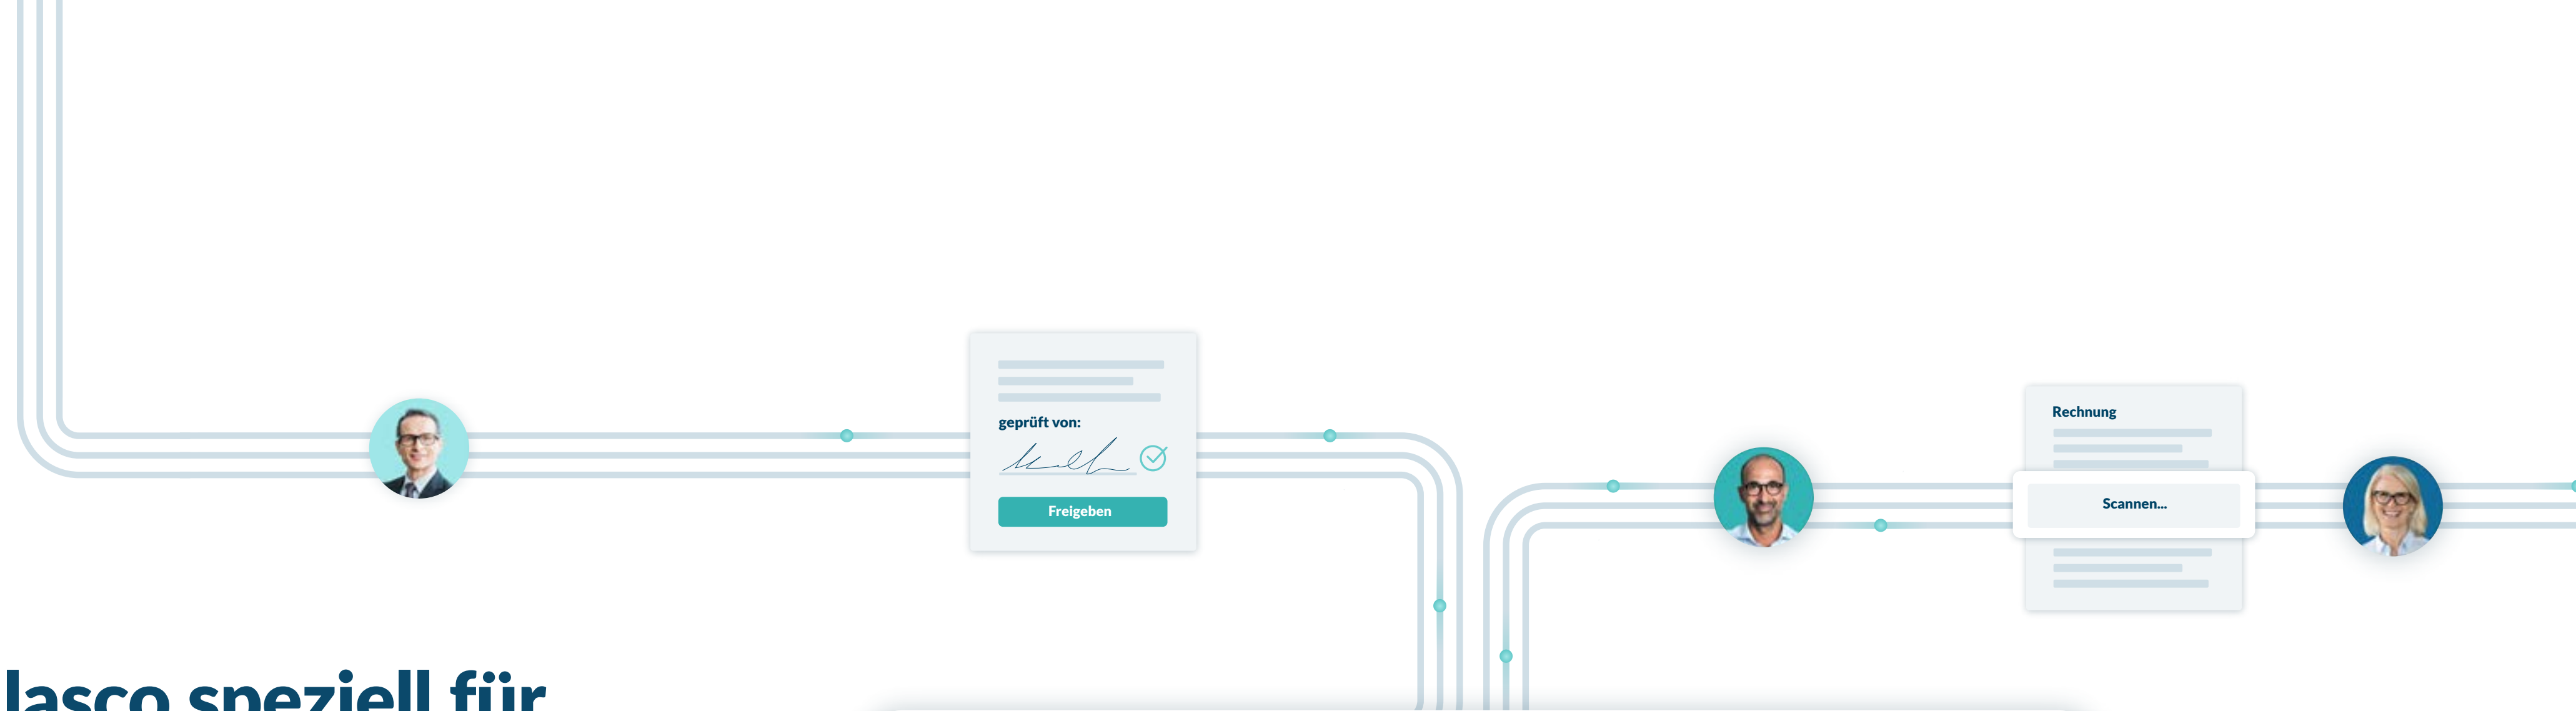 geprüft von:
Freigeben
Rechnung
Scannen...
lasco speziell für